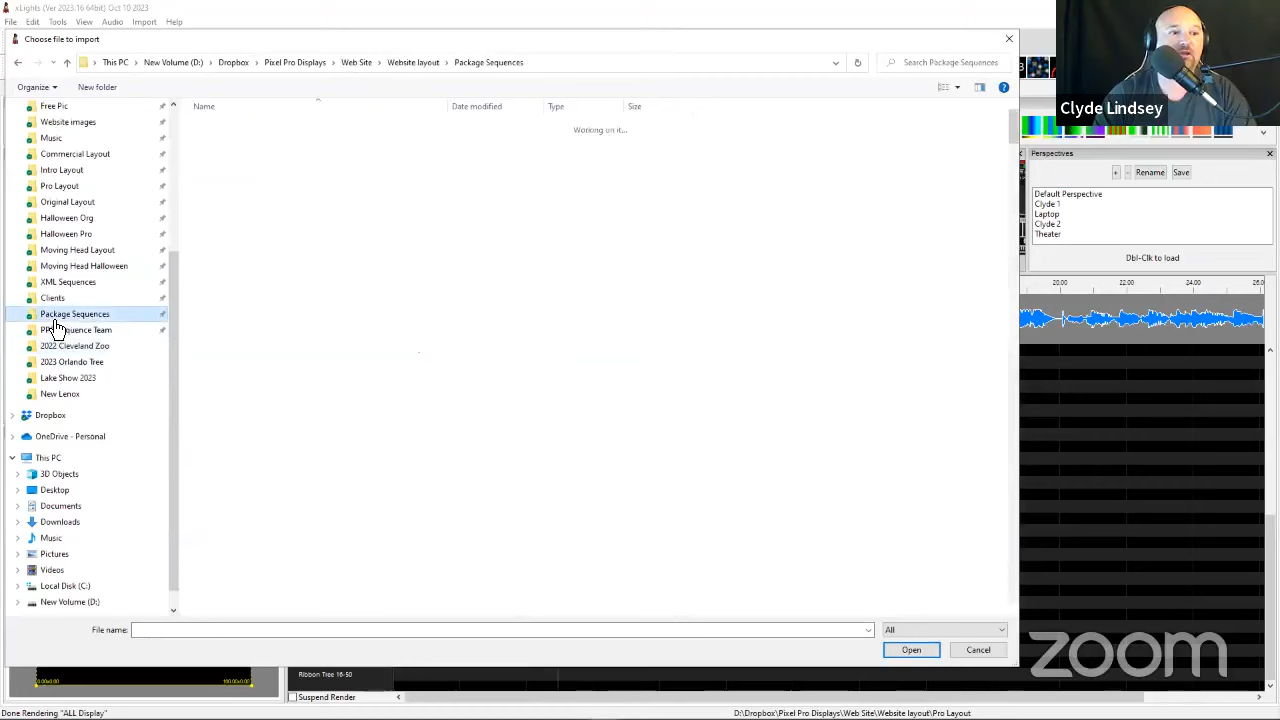 xLights (Ver 2023.16 64bit) Oct 10 2023
File Edit Tools View Audio Import Help
Choose file to import
This PC > New Volume (D:) > Dropbox > Pixel Pro Displays > Web Site > Website layout > Package Sequences
Search Package Sequences
Organize
New folder
Name
Date modified
Type
Size
Working on it...
Free Pic
Website images
Music
Commercial Layout
Intro Layout
Pro Layout
Original Layout
Halloween Org
Halloween Pro
Moving Head Layout
Moving Head Halloween
XML Sequences
Clients
Package Sequences
Sequence Team
2022 Cleveland Zoo
2023 Orlando Tree
Lake Show 2023
New Lenox
Dropbox
OneDrive - Personal
This PC
3D Objects
Desktop
Documents
Downloads
Music
Pictures
Videos
Local Disk (C:)
New Volume (D:)
File name:
All
Open
Cancel
Clyde Lindsey
Perspectives
+ - Rename Save
Default Perspective
Clyde 1
Laptop
Clyde 2
Theater
Dbl-Clk to load
20.00 22.00 24.00 26.0
Ribbon Tree 16-50
Suspend Render
Done Rendering "ALL Display"
D:\Dropbox\Pixel Pro Displays\Web Site\Website layout\Pro Layout
zoom